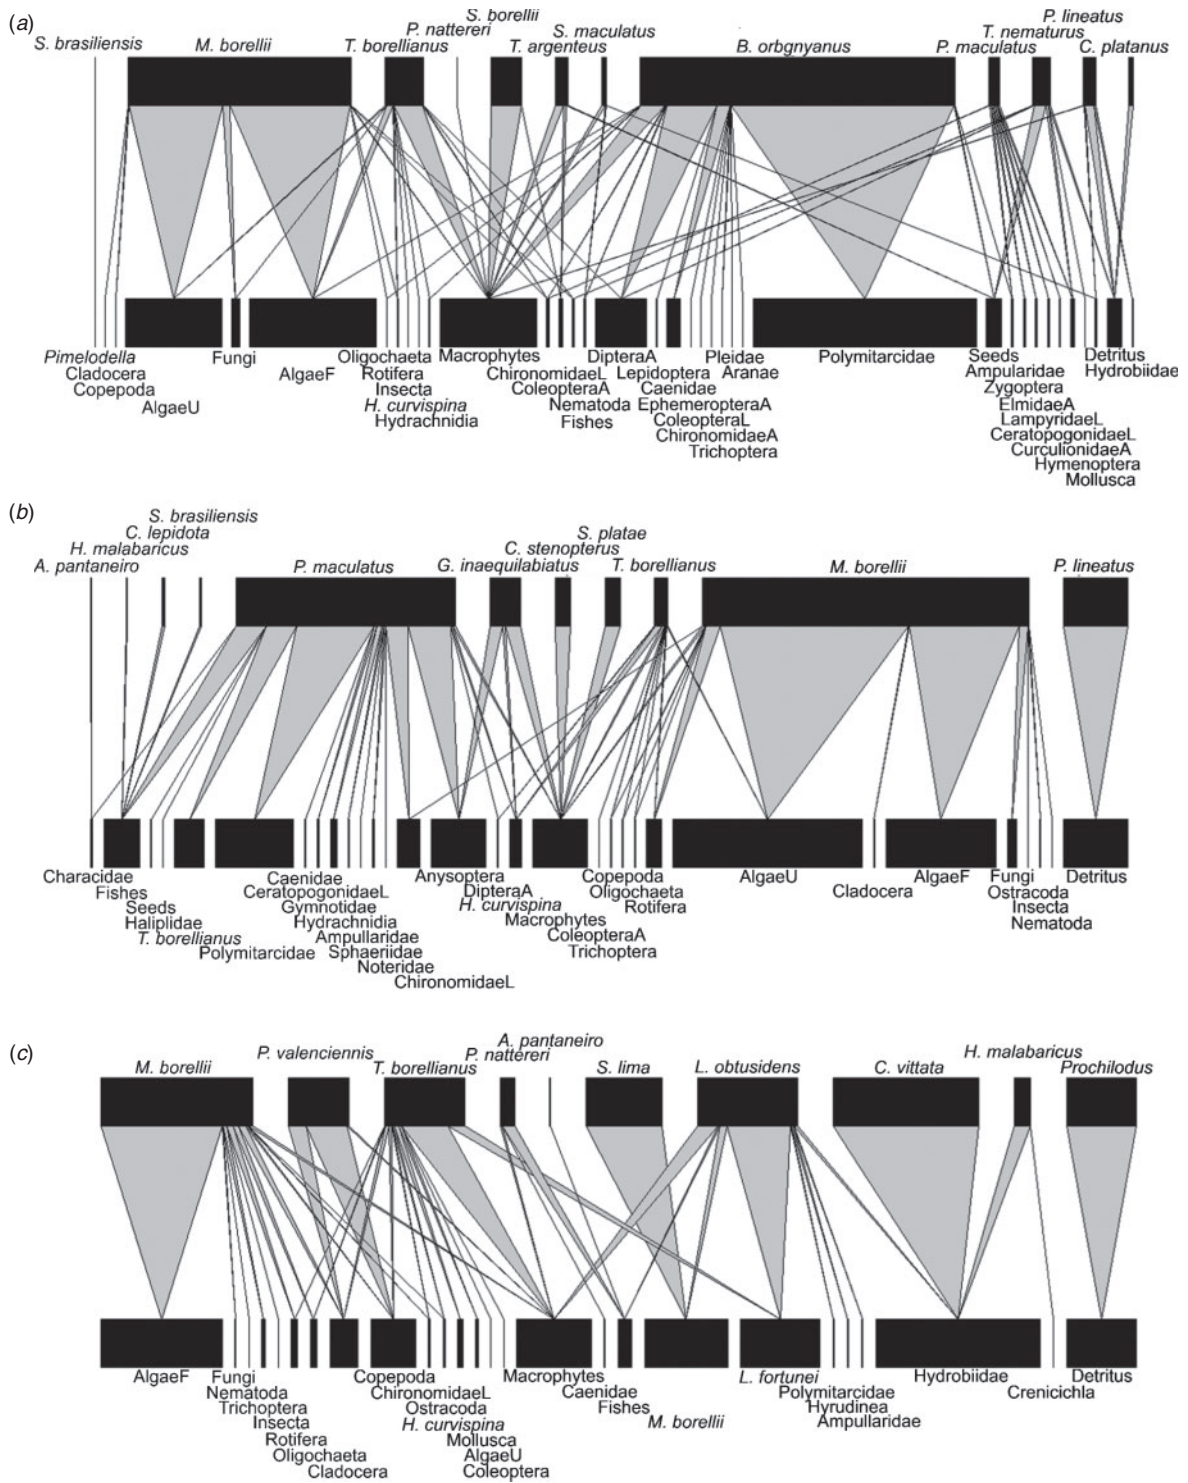 (a)
S. borellii
P. nattereri
S. maculatus
P. lineatus
T. nematurus
S. brasiliensis M. borellii T. borellianus T. argenteus B. orbgnyanus P. maculatus C. platanus
Pimelodella Fungi Oligochaeta Macrophytes DipteraA Pleidae Polymitarcidae Seeds Detritus
Cladocera AlgaeF Rotifera ChironomidaeL Lepidoptera Aranae Ampularidae Hydrobiidae
Copepoda Insecta ColeopteraA Caenidae Zygoptera
AlgaeU H. curvispina Nematoda EphemeropteraA ElmidaeA
Hydrachnidia Fishes ColeopteraL LampyridaeL
ChironomidaeA CeratopogonidaeL
Trichoptera CurculionidaeA
Hymenoptera
Mollusca
(b)
S. brasiliensis
C. lepidota S. platae
H. malabaricus C. stenopterus
A. pantaneiro P. maculatus G. inaequilabiatus T. borellianus M. borellii P. lineatus
Characidae Caenidae Anysoptera Copepoda AlgaeU AlgaeF Fungi Detritus
Fishes CeratopogonidaeL DipteraA Oligochaeta Cladocera Ostracoda
Seeds Gymnotidae H. curvispina Rotifera Insecta
Haliplidae Hydrachnidia Macrophytes Nematoda
T. borellianus Ampullaridae ColeopteraA
Polymitarcidae Sphaeriidae Trichoptera
Noteridae
ChironomidaeL
(c)
A. pantaneiro
P. valenciennis P. nattereri H. malabaricus
M. borellii T. borellianus S. lima L. obtusidens C. vittata Prochilodus
AlgaeF Fungi Copepoda Macrophytes L. fortunei Hydrobiidae Detritus
Nematoda ChironomidaeL Caenidae Polymitarcidae Crenicichla
Trichoptera Ostracoda Fishes Hyrudinea
Insecta H. curvispina M. borellii Ampullaridae
Rotifera Mollusca
Oligochaeta AlgaeU
Cladocera Coleoptera